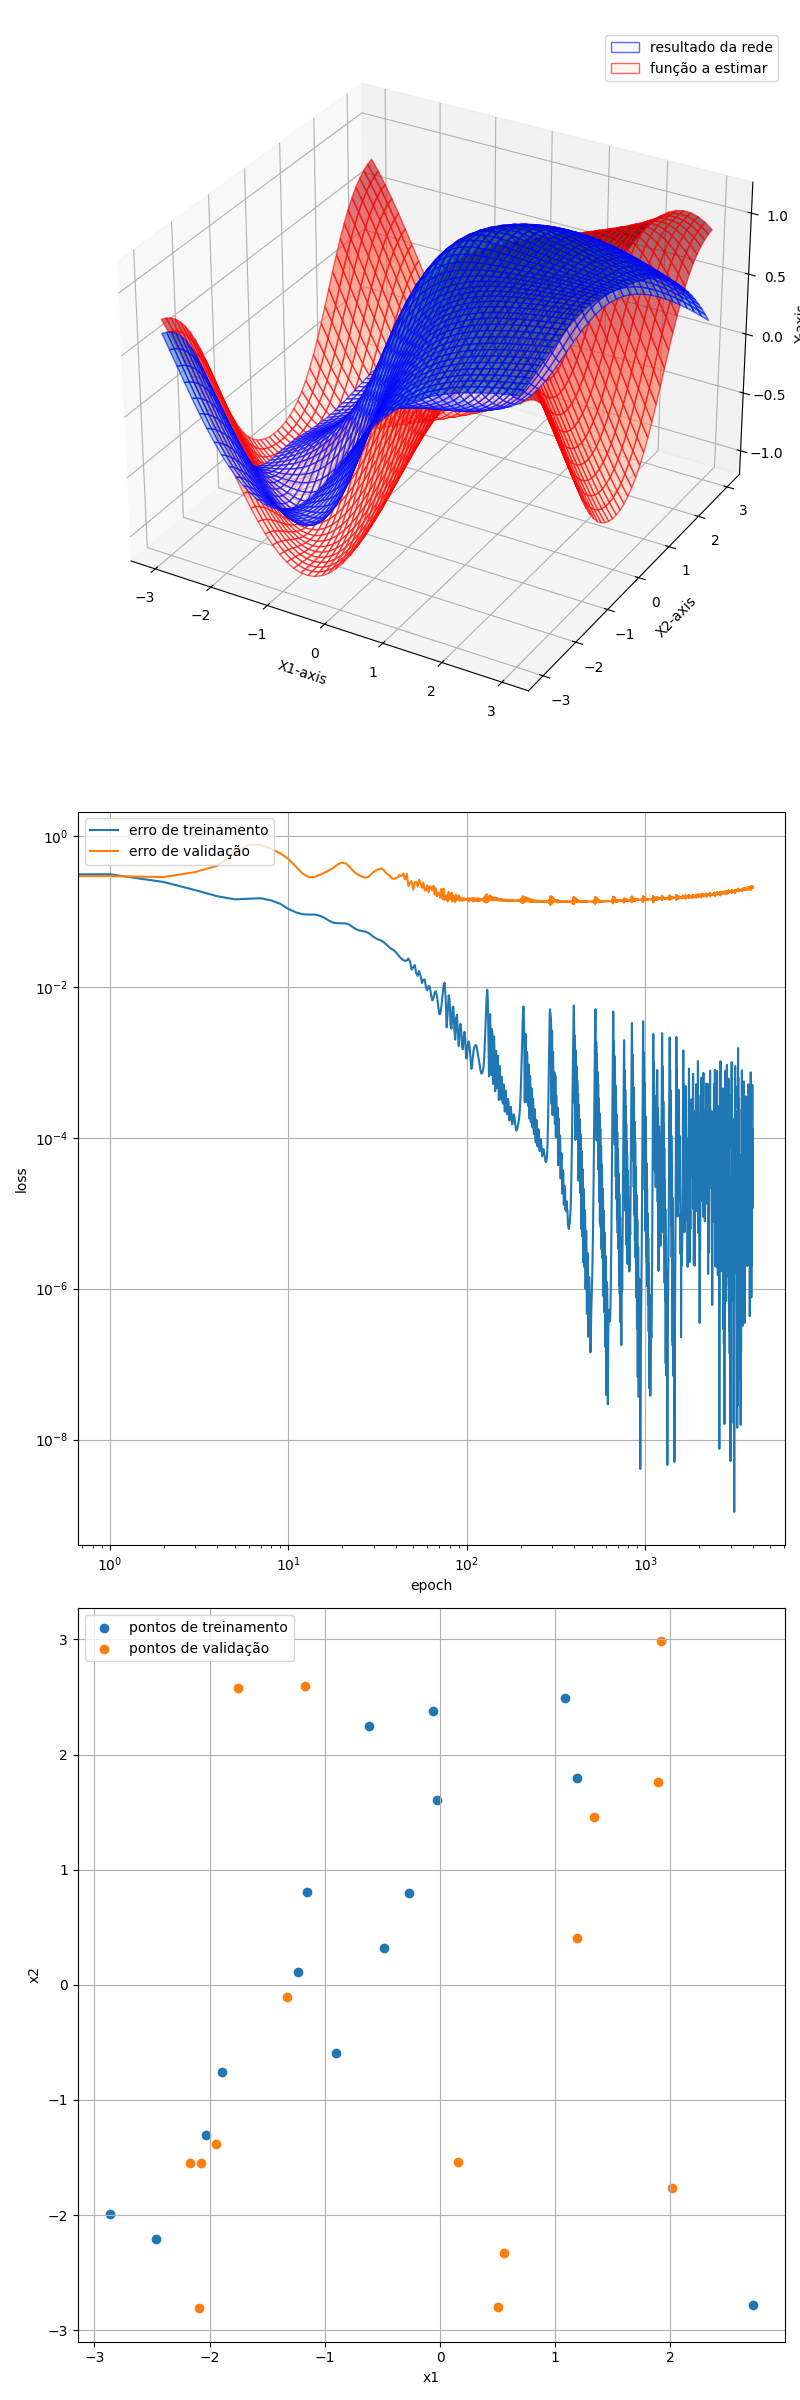 resultado da rede
função a estimar
1.0
0.5
0.0
−0.5
−1.0
3
2
1
0
−1
−2
−3
X2-axis
−3
−2
−1
0
1
2
3
X1-axis
erro de treinamento
erro de validação
10⁰
10⁻²
10⁻⁴
10⁻⁶
10⁻⁸
loss
10⁰ 10¹ 10² 10³
epoch
pontos de treinamento
pontos de validação
3
2
1
0
−1
−2
−3
x2
−3 −2 −1 0 1 2
x1